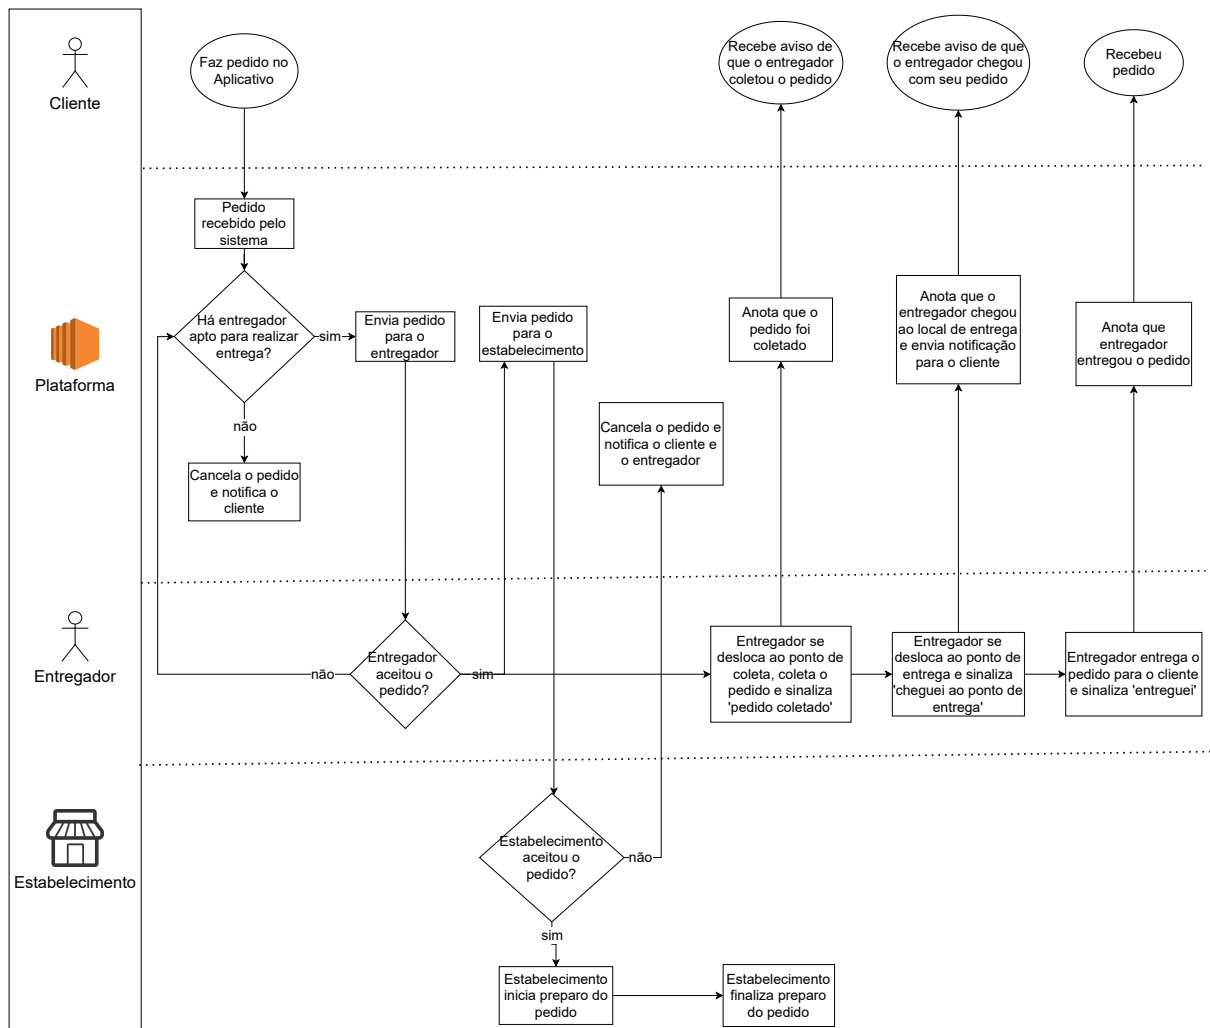 Cliente
Faz pedido no
Aplicativo
Recebe aviso de
que o entregador
coletou o pedido
Recebe aviso de que
o entregador chegou
com seu pedido
Recebeu
pedido
Plataforma
Pedido
recebido pelo
sistema
Há entregador
apto para realizar
entrega?
sim
não
Cancela o pedido
e notifica o
cliente
Envia pedido
para o
entregador
Envia pedido
para o
estabelecimento
Cancela o pedido e
notifica o cliente e
o entregador
Anota que o
pedido foi
coletado
Anota que o
entregador chegou
ao local de entrega
e envia notificação
para o cliente
Anota que
entregador
entregou o pedido
Entregador
não
Entregador
aceitou o
pedido?
sim
Entregador se
desloca ao ponto de
coleta, coleta o
pedido e sinaliza
'pedido coletado'
Entregador se
desloca ao ponto de
entrega e sinaliza
'cheguei ao ponto de
entrega'
Entregador entrega o
pedido para o cliente
e sinaliza 'entreguei'
Estabelecimento
Estabelecimento
aceitou o
pedido?
não
sim
Estabelecimento
inicia preparo do
pedido
Estabelecimento
finaliza preparo
do pedido